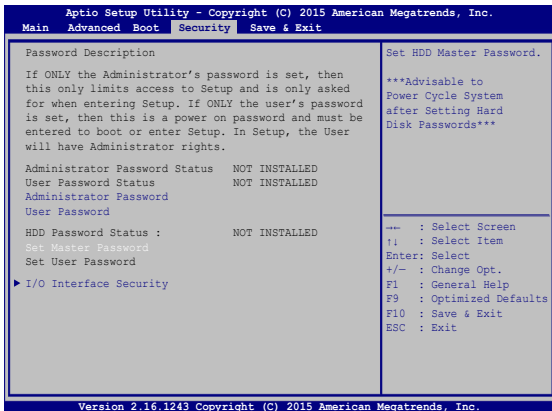 Aptio Setup Utility - Copyright (C) 2015 American Megatrends, Inc.
Main Advanced Boot Security Save & Exit
Password Description
If ONLY the Administrator's password is set, then
this only limits access to Setup and is only asked
for when entering Setup. If ONLY the user's password
is set, then this is a power on password and must be
entered to boot or enter Setup. In Setup, the User
will have Administrator rights.
Administrator Password Status NOT INSTALLED
User Password Status NOT INSTALLED
Administrator Password
User Password
HDD Password Status : NOT INSTALLED
Set Master Password
Set User Password
▶ I/O Interface Security
Set HDD Master Password.
***Advisable to
Power Cycle System
after Setting Hard
Disk Passwords***
→← : Select Screen
↑↓ : Select Item
Enter: Select
+/− : Change Opt.
F1 : General Help
F9 : Optimized Defaults
F10 : Save & Exit
ESC : Exit
Version 2.16.1243 Copyright (C) 2015 American Megatrends, Inc.